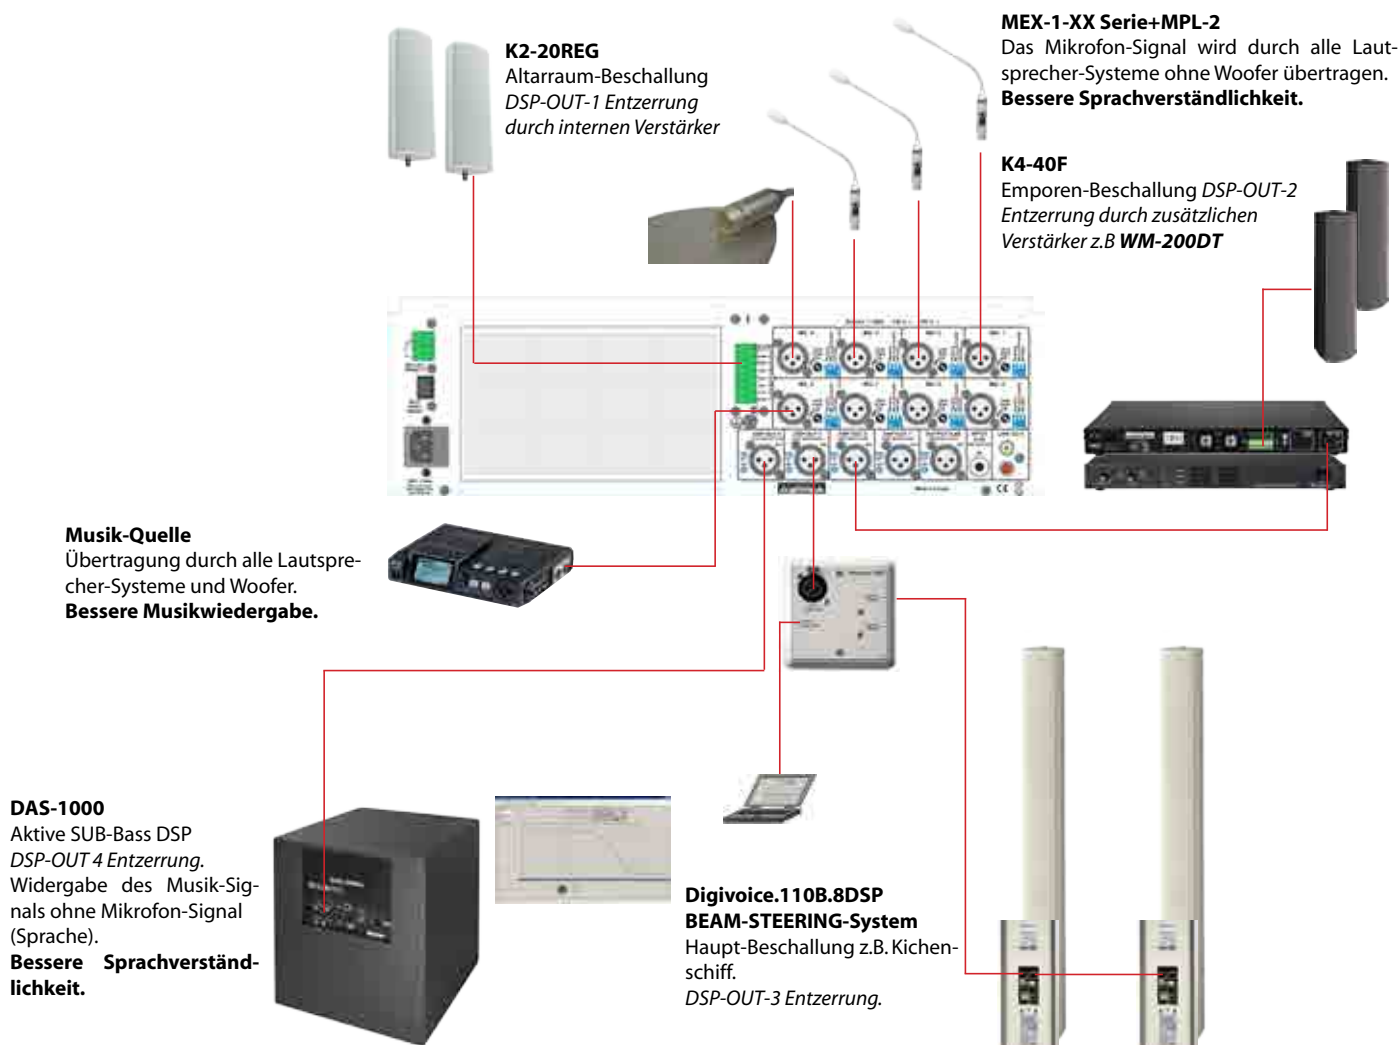 K2-20REG
Altarraum-Beschallung
DSP-OUT-1 Entzerrung
durch internen Verstärker
MEX-1-XX Serie+MPL-2
Das Mikrofon-Signal wird durch alle Laut-
sprecher-Systeme ohne Woofer übertragen.
Bessere Sprachverständlichkeit.
K4-40F
Emporen-Beschallung DSP-OUT-2
Entzerrung durch zusätzlichen
Verstärker z.B WM-200DT
Musik-Quelle
Übertragung durch alle Lautspre-
cher-Systeme und Woofer.
Bessere Musikwiedergabe.
DAS-1000
Aktive SUB-Bass DSP
DSP-OUT 4 Entzerrung.
Widergabe des Musik-Sig-
nals ohne Mikrofon-Signal
(Sprache).
Bessere Sprachverständ-
lichkeit.
Digivoice.110B.8DSP
BEAM-STEERING-System
Haupt-Beschallung z.B. Kichen-
schiff.
DSP-OUT-3 Entzerrung.